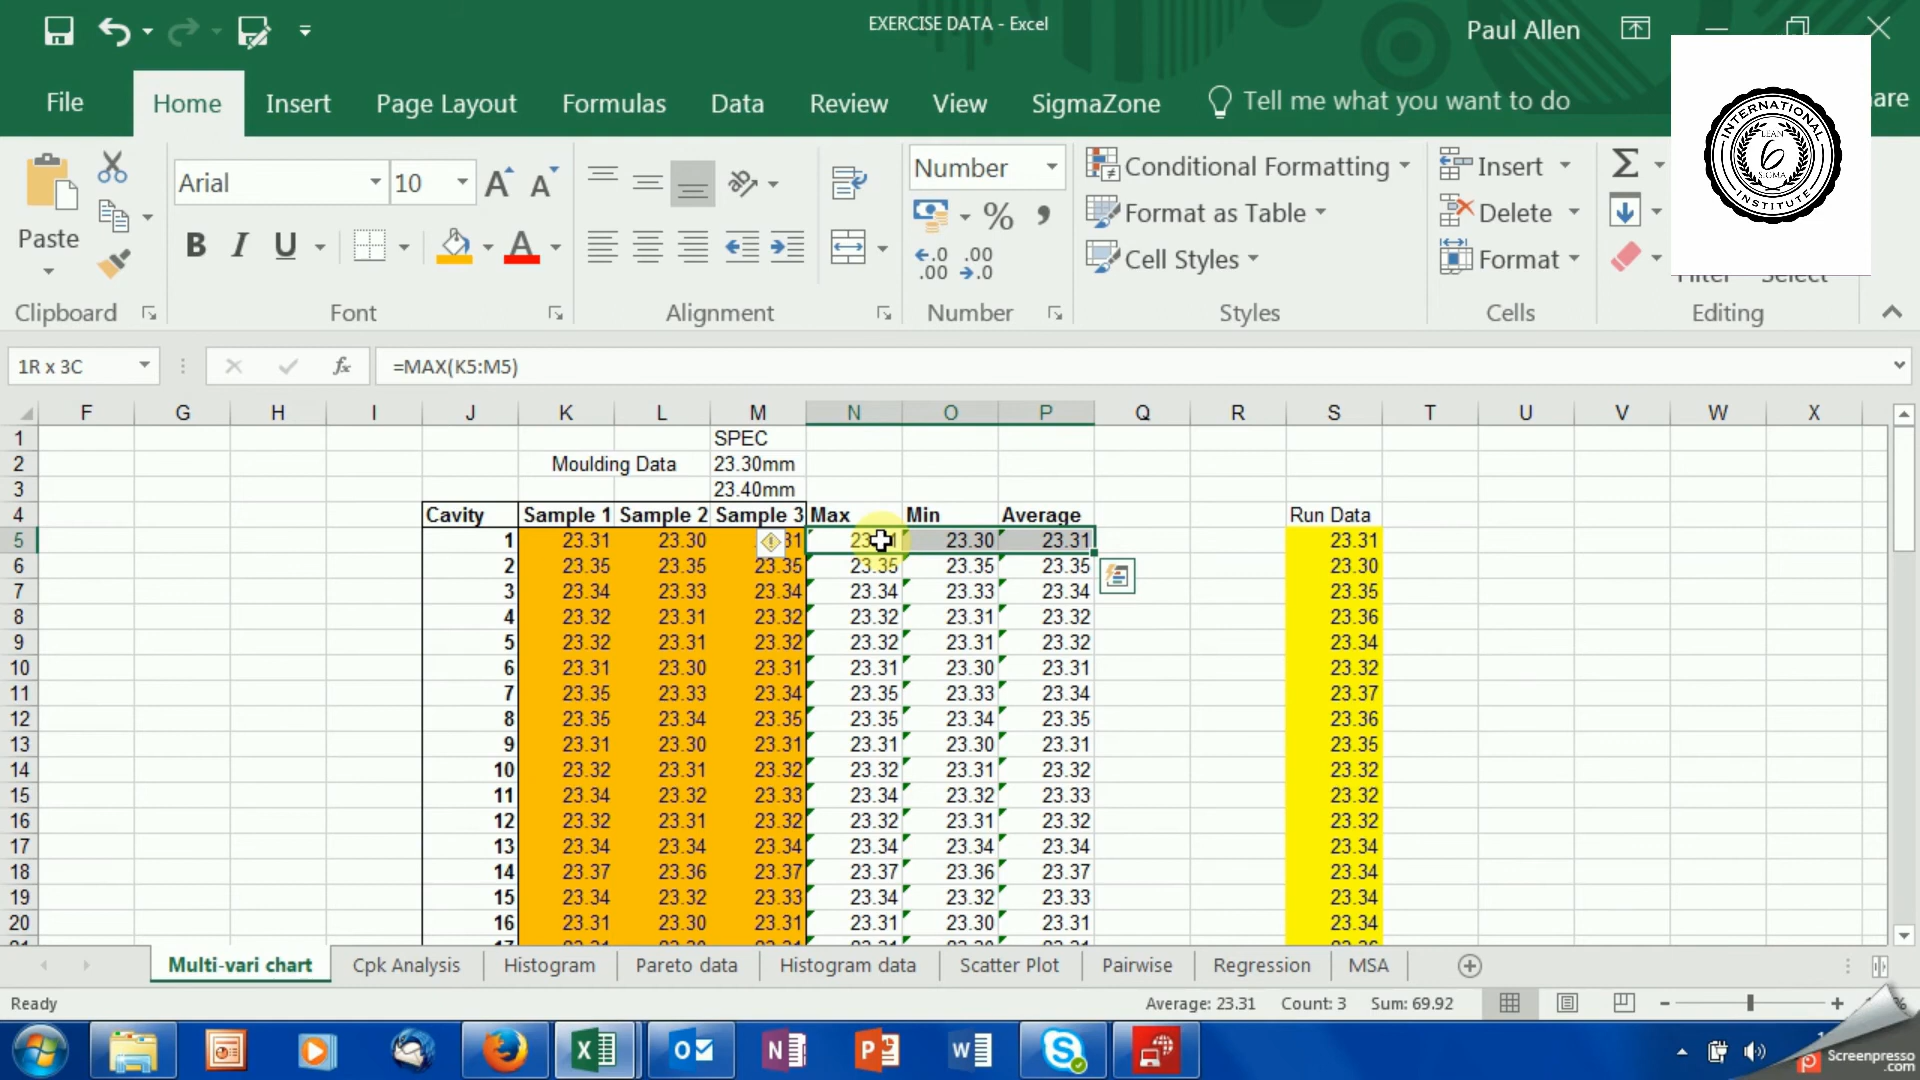 EXERCISE DATA - Excel
Paul Allen
File Home Insert Page Layout Formulas Data Review View SigmaZone Tell me what you want to do are
INTERNATIONAL
LEAN
6
SIGMA
INSTITUTE
Arial 10 Number Conditional Formatting Insert
Paste B I U % Format as Table Delete
Cell Styles Format
Clipboard Font Alignment Number Styles Cells Editing
1R x 3C fx =MAX(K5:M5)
F G H I J K L M N O P Q R S T U V W X
1 SPEC
2 Moulding Data 23.30mm
3 23.40mm
4 Cavity Sample 1 Sample 2 Sample 3 Max Min Average Run Data
5 1 23.31 23.30 31 23.30 23.31 23.31
6 2 23.35 23.35 23.35 23.35 23.35 23.35 23.30
7 3 23.34 23.33 23.34 23.34 23.33 23.34 23.35
8 4 23.32 23.31 23.32 23.32 23.31 23.32 23.36
9 5 23.32 23.31 23.32 23.32 23.31 23.32 23.34
10 6 23.31 23.30 23.31 23.31 23.30 23.31 23.32
11 7 23.35 23.33 23.34 23.35 23.33 23.34 23.37
12 8 23.35 23.34 23.35 23.35 23.34 23.35 23.36
13 9 23.31 23.30 23.31 23.31 23.30 23.31 23.35
14 10 23.32 23.31 23.32 23.32 23.31 23.32 23.32
15 11 23.34 23.32 23.33 23.34 23.32 23.33 23.32
16 12 23.32 23.31 23.32 23.32 23.31 23.32 23.32
17 13 23.34 23.34 23.34 23.34 23.34 23.34 23.34
18 14 23.37 23.36 23.37 23.37 23.36 23.37 23.34
19 15 23.34 23.32 23.33 23.34 23.32 23.33 23.34
20 16 23.31 23.30 23.31 23.31 23.30 23.31 23.34
Multi-vari chart Cpk Analysis Histogram Pareto data Histogram data Scatter Plot Pairwise Regression MSA
Ready Average: 23.31 Count: 3 Sum: 69.92
Screenpresso
.com